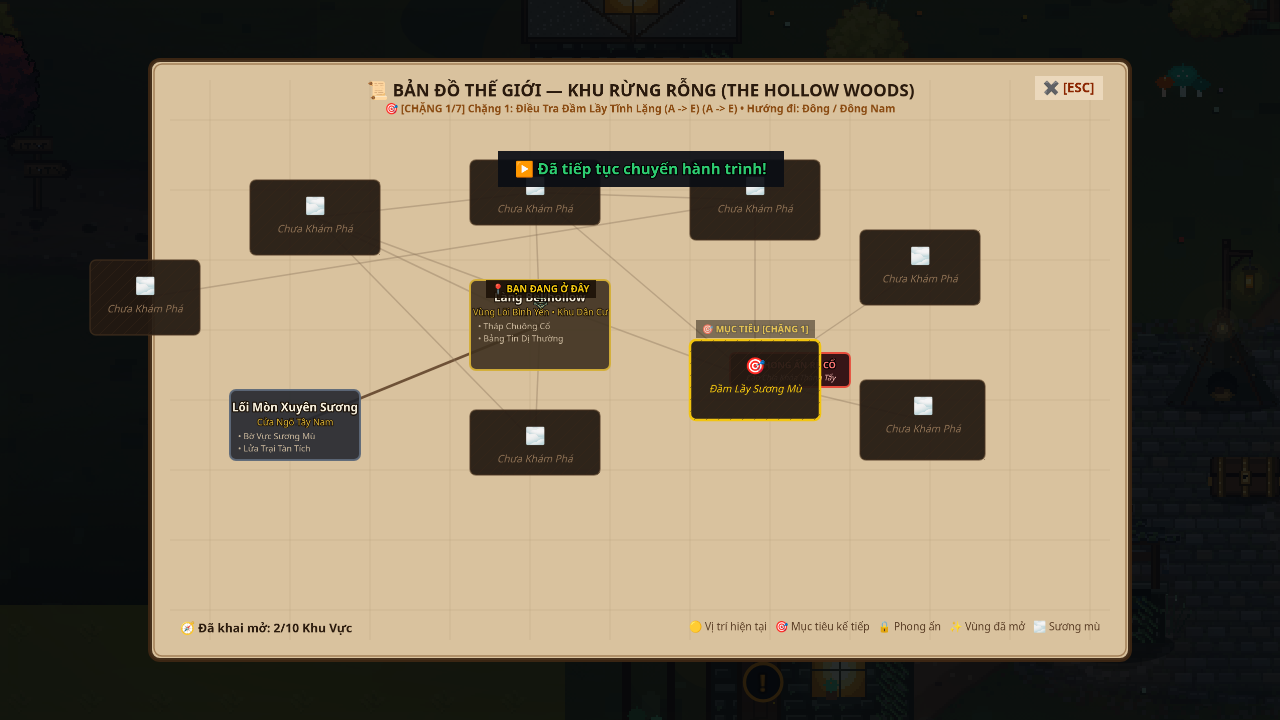 BẢN ĐỒ THẾ GIỚI — KHU RỪNG RỖNG (THE HOLLOW WOODS)
[ESC]
[CHẶNG 1/7] Chặng 1: Điều Tra Đầm Lầy Tĩnh Lặng (A -> E) (A -> E) • Hướng đi: Đông / Đông Nam
Đã tiếp tục chuyến hành trình!
Chưa Khám Phá
Chưa Khám Phá
Chưa Khám Phá
Chưa Khám Phá
Chưa Khám Phá
BẠN ĐANG Ở ĐÂY
Làng Bellhollow
Vùng Lõi Bình Yên • Khu Dân Cư
• Tháp Chuông Cổ
• Bảng Tin Dị Thường
MỤC TIÊU [CHẶNG 1]
CỔ
Tẩy
Đầm Lầy Sương Mù
Lối Mòn Xuyên Sương
Cửa Ngõ Tây Nam
• Bờ Vực Sương Mù
• Lửa Trại Tàn Tích
Chưa Khám Phá
Chưa Khám Phá
Đã khai mở: 2/10 Khu Vực
Vị trí hiện tại
Mục tiêu kế tiếp
Phong ấn
Vùng đã mở
Sương mù